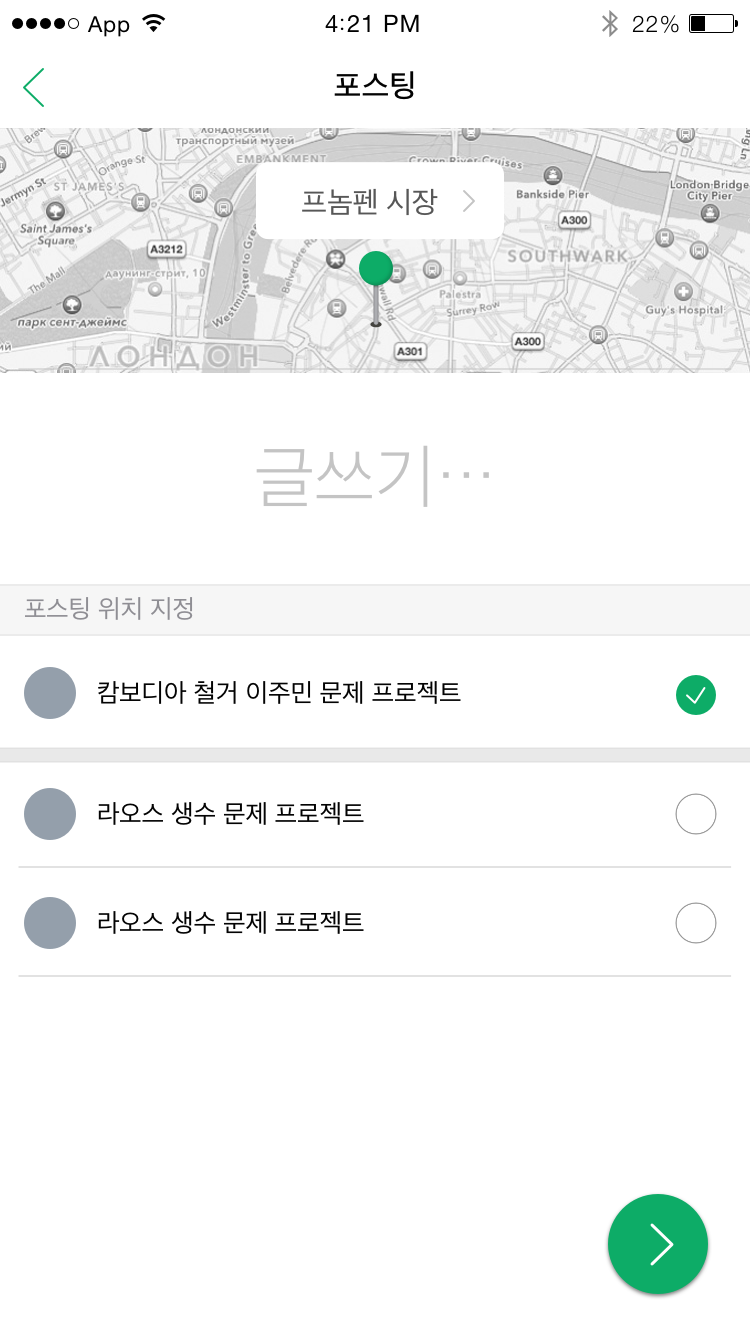 App 4:21 PM 22%
포스팅
лондонский
транспортный музей
EMBANKMENT
Crown River Cruises
Orange St
Jermyn St
ST JAMES'S
Saint James's
Square
Bankside Pier
London Bridge
City Pier
프놈펜 시장
A300
A3212
SOUTHWARK
The Mall
даунинг-стрит, 10
Westminster to Gre
Belvedere R
Palestra
Surrey Row
Guy's Hospital
парк сент-джеймс
ЛОНДОН
A301
A300
글쓰기…
포스팅 위치 지정
캄보디아 철거 이주민 문제 프로젝트
라오스 생수 문제 프로젝트
라오스 생수 문제 프로젝트